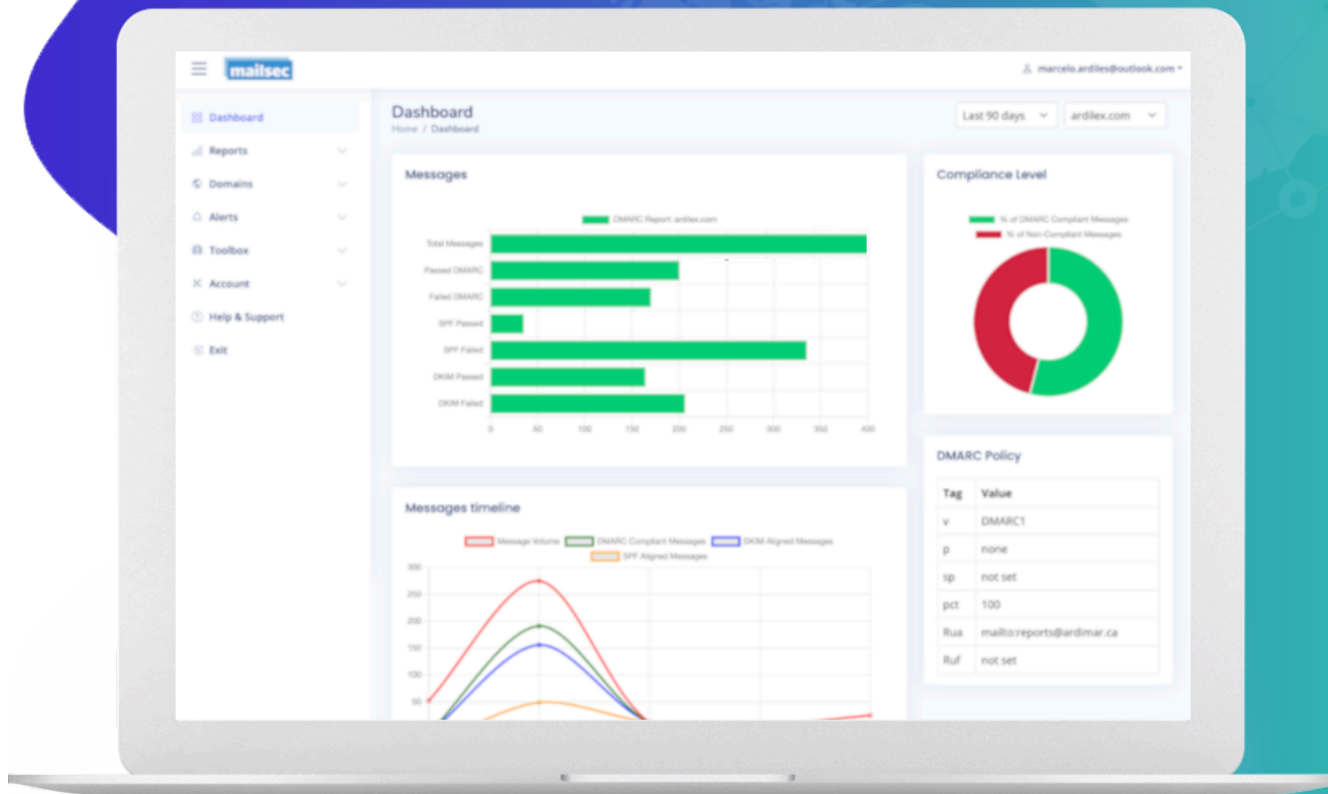 mailsec
marcelo.ardiles@outlook.com
Dashboard
Reports
Domains
Alerts
Toolbox
Account
Help & Support
Exit
Dashboard
Home / Dashboard
Last 90 days
ardilex.com
Messages
DMARC Report: ardilex.com
Total Messages
Passed DMARC
Failed DMARC
SPF Passed
SPF Failed
DKIM Passed
DKIM Failed
0 50 100 150 200 250 300 350 400
Compliance Level
% of DMARC Compliant Messages
% of Non-Compliant Messages
Messages timeline
Message Volume DMARC Compliant Messages DKIM Aligned Messages
SPF Aligned Messages
300
250
200
150
100
50
DMARC Policy
Tag Value
v DMARC1
p none
sp not set
pct 100
Rua mailto:reports@ardimar.ca
Ruf not set